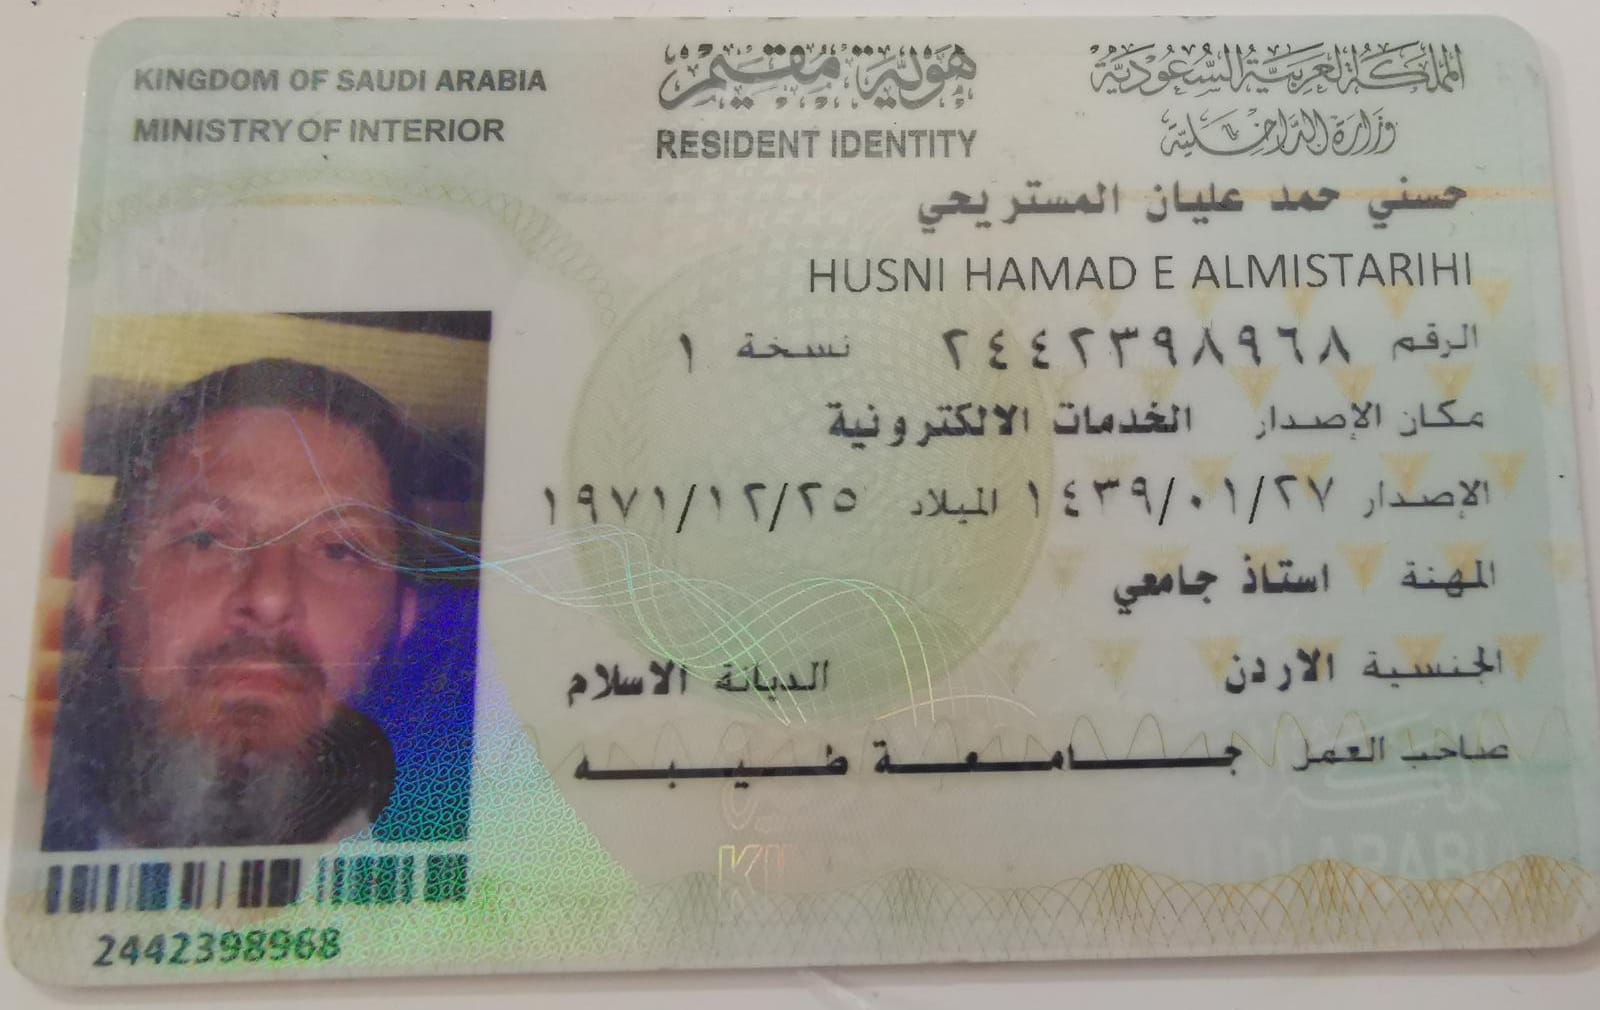 KINGDOM OF SAUDI ARABIA
MINISTRY OF INTERIOR
هوية مقيم
RESIDENT IDENTITY
المملكة العربية السعودية
وزارة الداخلية
حسني حمد عليان المستريحي
HUSNI HAMAD E ALMISTARIHI
الرقم ٢٤٤٢٣٩٨٩٦٨ نسخة ١
مكان الإصدار الخدمات الالكترونية
الإصدار ١٤٣٩/٠١/٢٧ الميلاد ١٩٧١/١٢/٢٥
المهنة استاذ جامعي
الجنسية الاردن الديانة الاسلام
صاحب العمل جـامـعـة طـيـبـه
2442398968